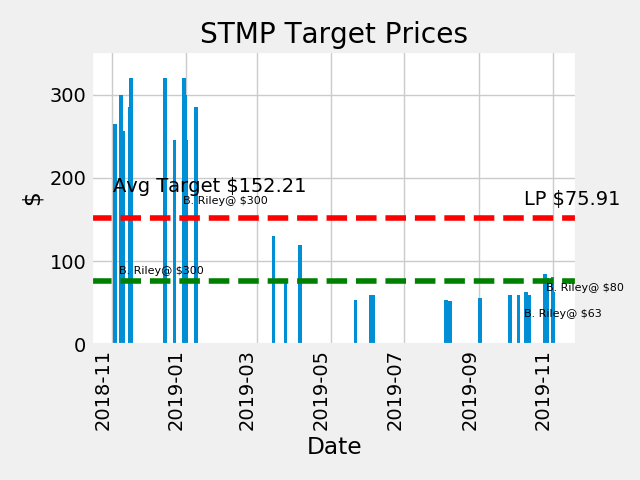 STMP Target Prices
$
300
200
100
0
Avg Target $152.21
LP $75.91
B. Riley@ $300
B. Riley@ $300
B. Riley@ $80
B. Riley@ $63
2018-11
2019-01
2019-03
2019-05
2019-07
2019-09
2019-11
Date